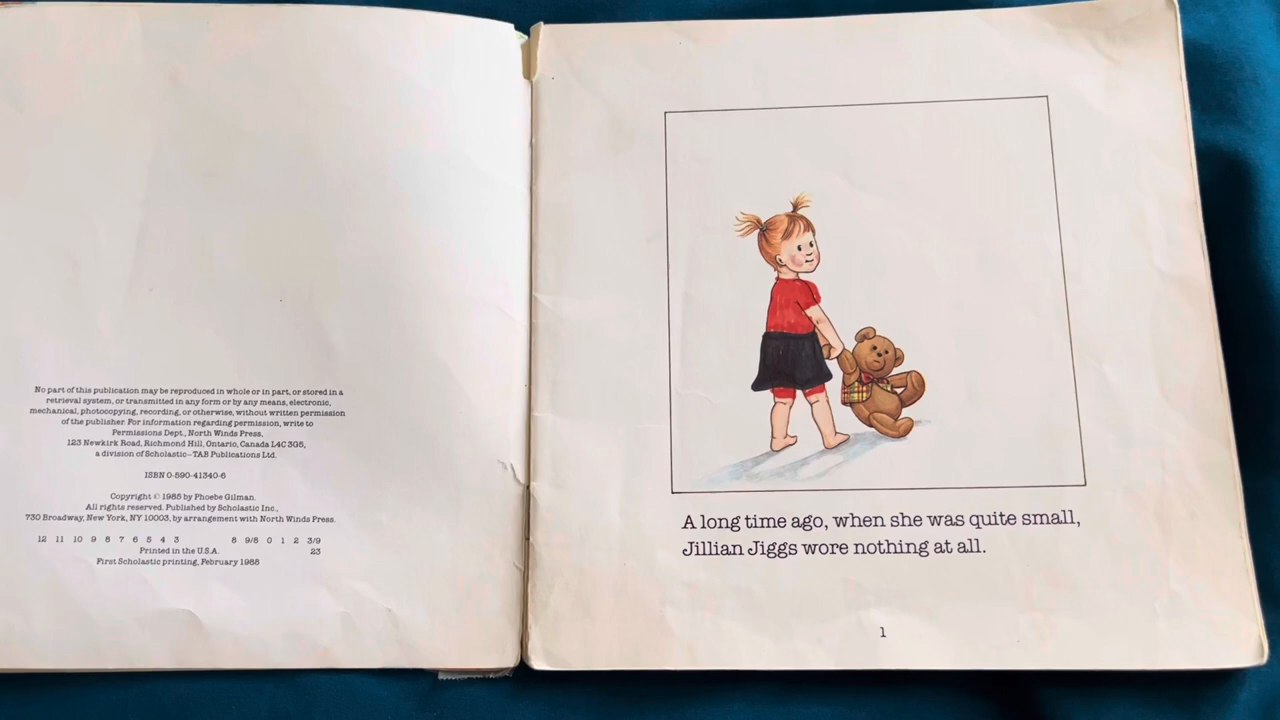 No part of this publication may be reproduced in whole or in part, or stored in a
retrieval system, or transmitted in any form or by any means, electronic,
mechanical, photocopying, recording, or otherwise, without written permission
of the publisher. For information regarding permission, write to
Permissions Dept., North Winds Press,
123 Newkirk Road, Richmond Hill, Ontario, Canada L4C 3G5,
a division of Scholastic–TAB Publications Ltd.
ISBN 0-590-41340-6
Copyright © 1985 by Phoebe Gilman.
All rights reserved. Published by Scholastic Inc.,
730 Broadway, New York, NY 10003, by arrangement with North Winds Press.
12 11 10 9 8 7 6 5 4 3 8 9/8 0 1 2 3/9
Printed in the U.S.A. 23
First Scholastic printing, February 1988
A long time ago, when she was quite small,
Jillian Jiggs wore nothing at all.
1